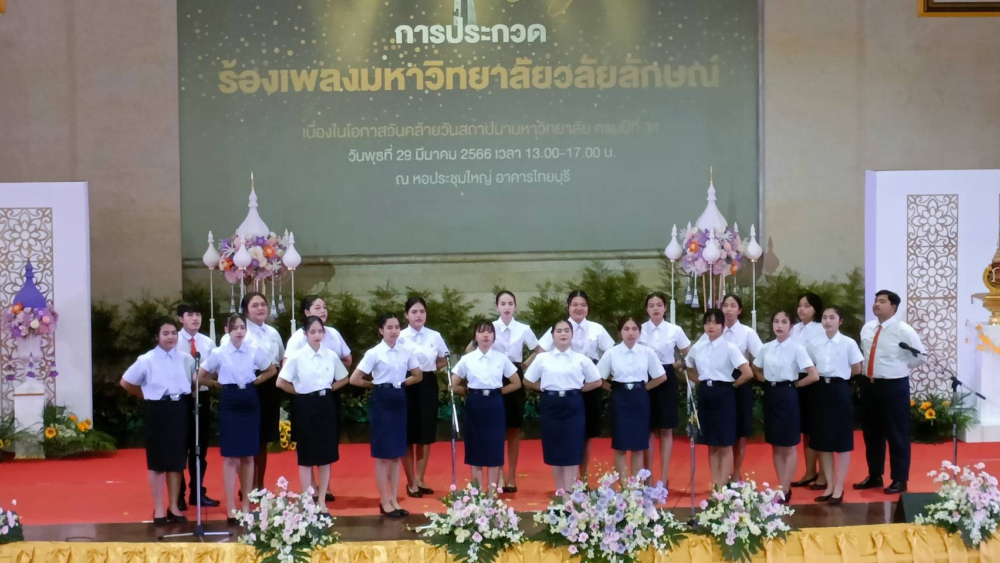 การประกวด
ร้องเพลงมหาวิทยาลัยวลัยลักษณ์
เนื่องในโอกาสวันคล้ายวันสถาปนามหาวิทยาลัย ครบปีที่ 31
วันพุธที่ 29 มีนาคม 2566 เวลา 13.00-17.00 น.
ณ หอประชุมใหญ่ อาคารไทยบุรี